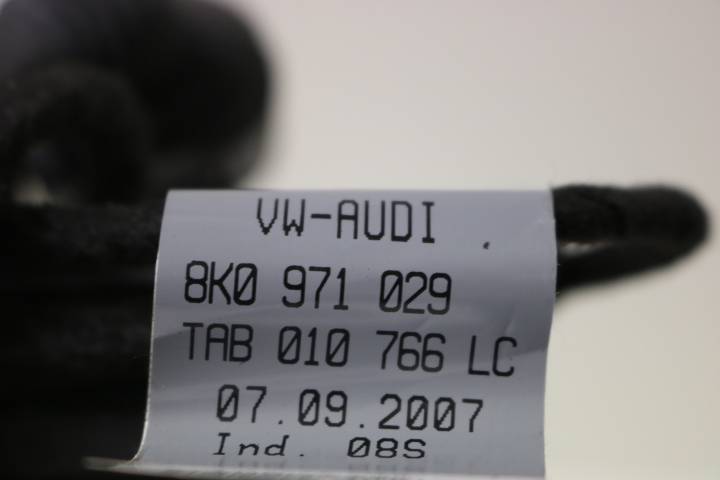 VW-AUDI
8K0 971 029
TAB 010 766 LC
07.09.2007
Ind. 08S